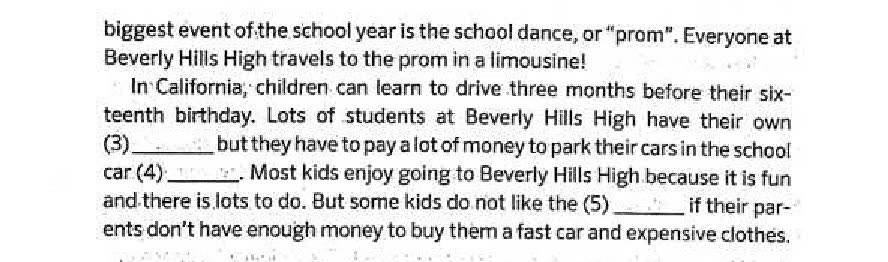 biggest event of the school year is the school dance, or "prom". Everyone at
Beverly Hills High travels to the prom in a limousine!
In California, children can learn to drive three months before their six-
teenth birthday. Lots of students at Beverly Hills High have their own
(3)______ but they have to pay a lot of money to park their cars in the school
car (4)______. Most kids enjoy going to Beverly Hills High because it is fun
and there is lots to do. But some kids do not like the (5)______ if their par-
ents don't have enough money to buy them a fast car and expensive clothes.